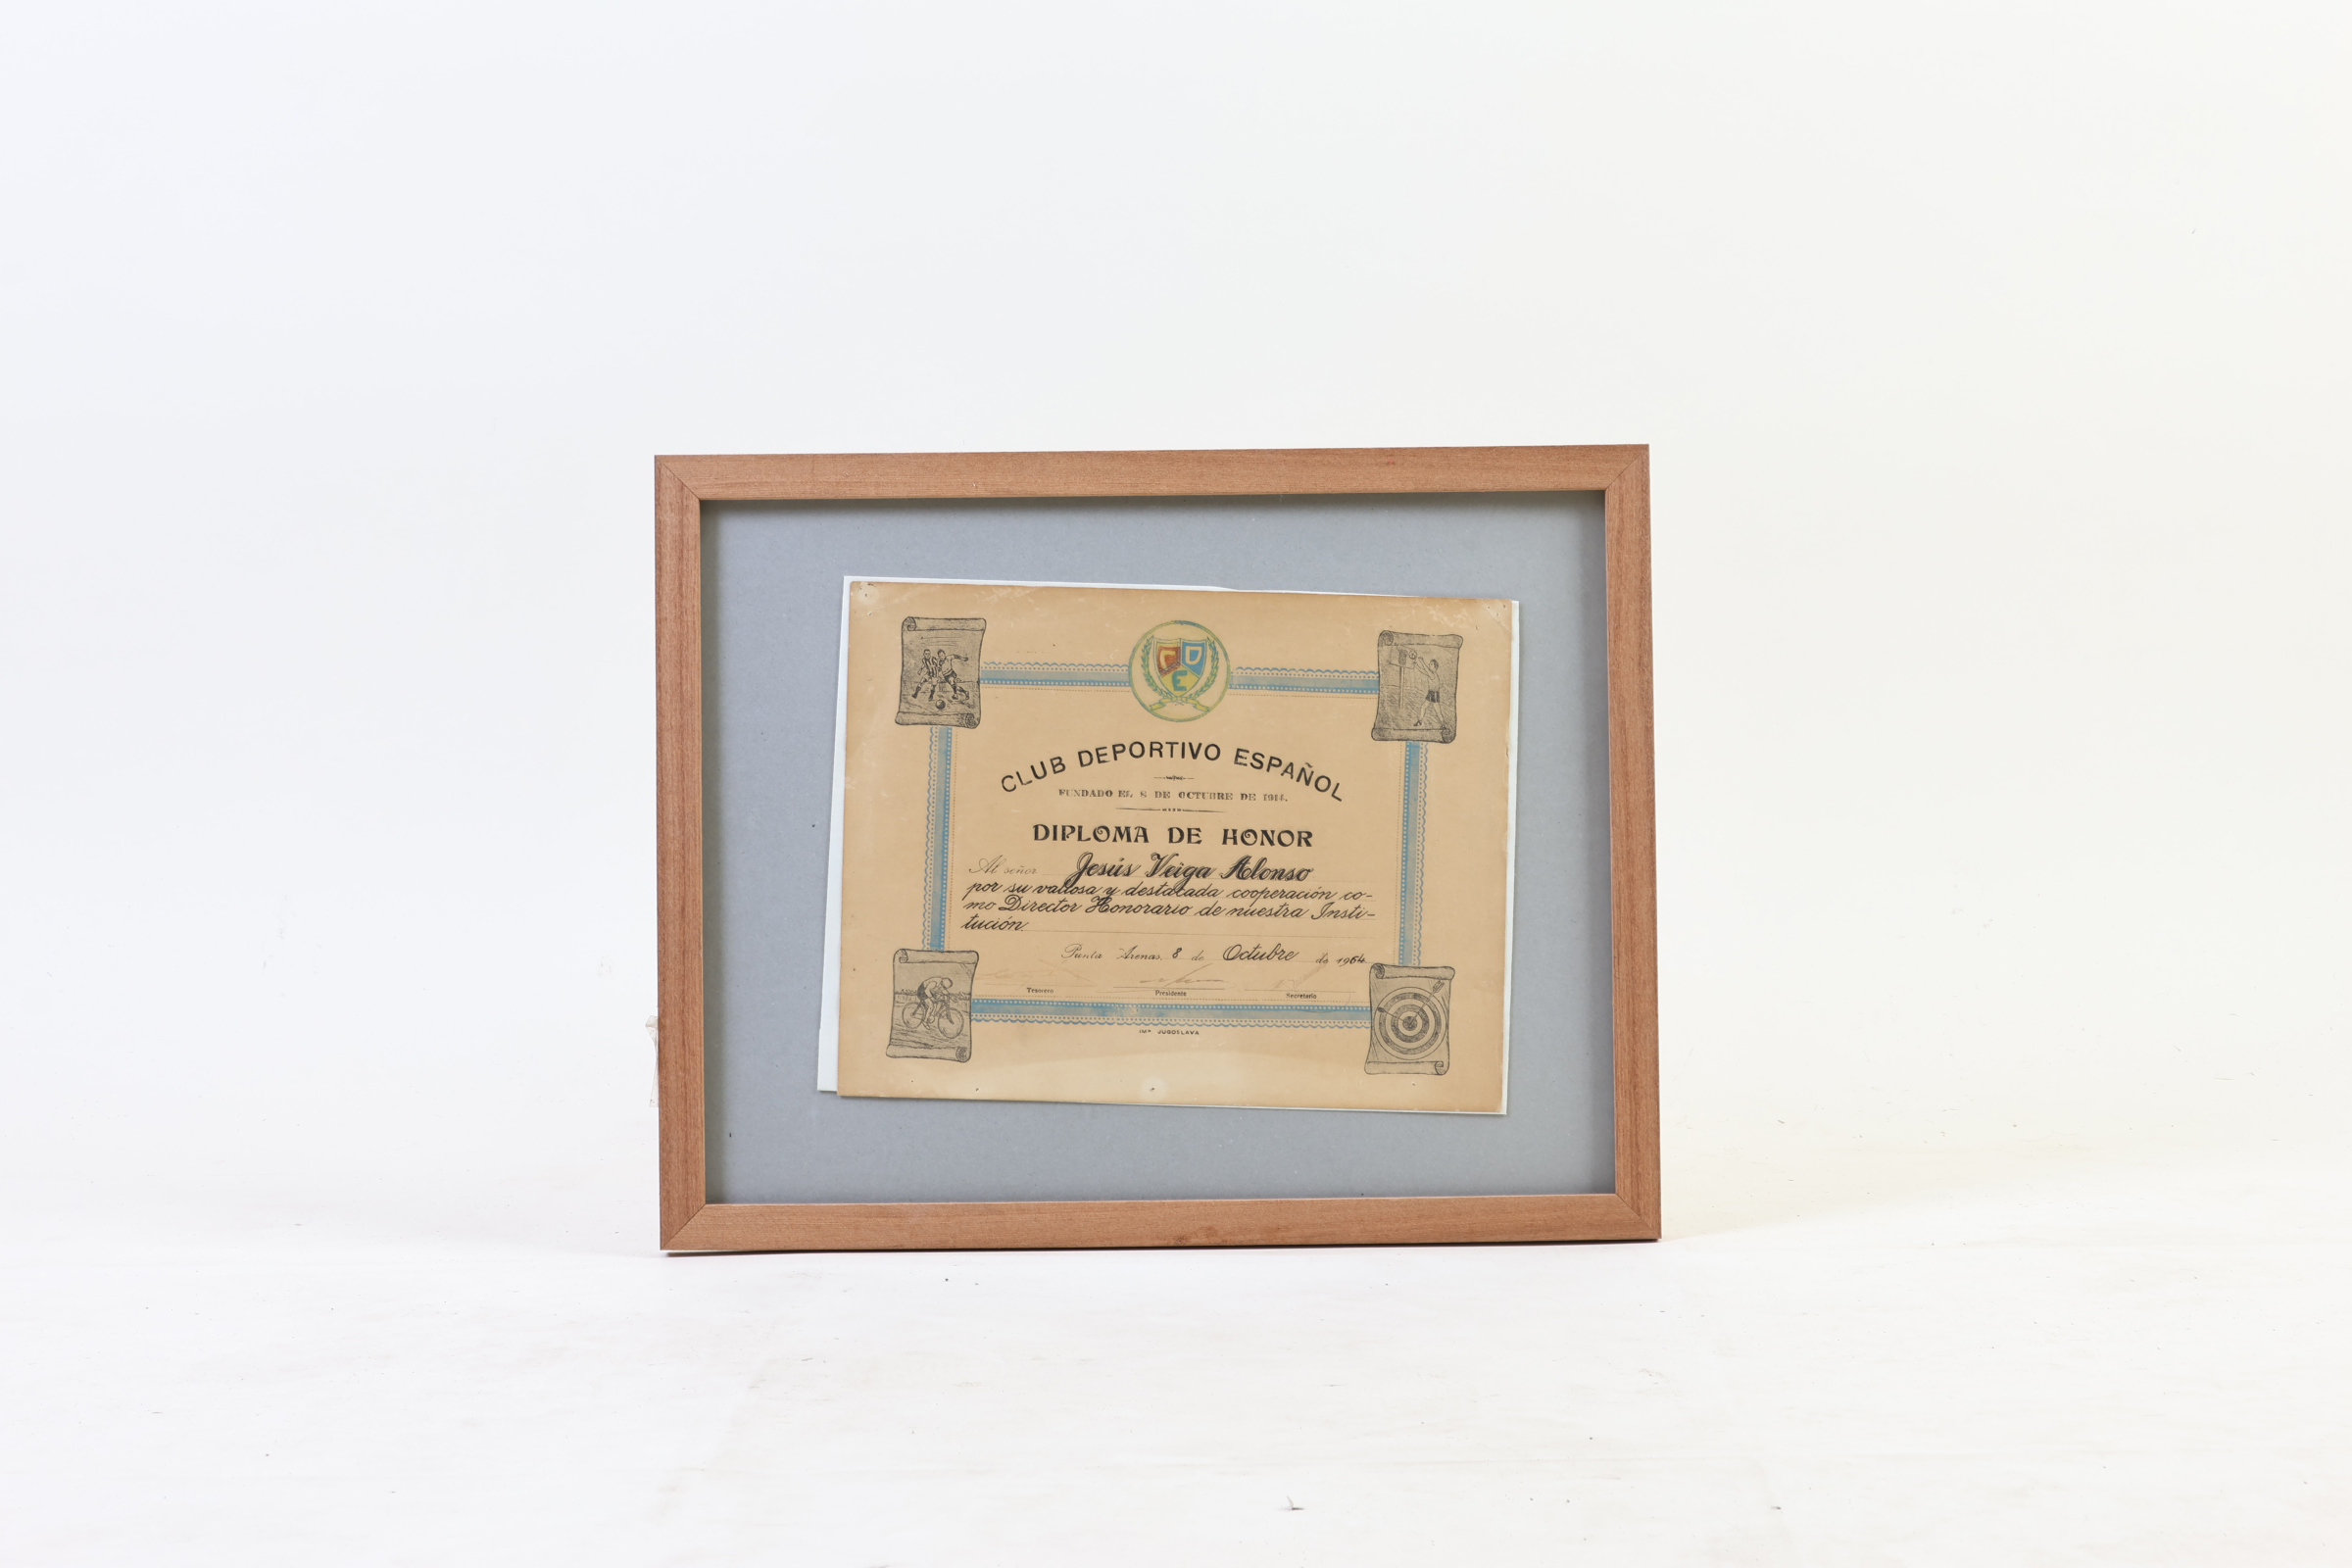 C D
E
CLUB DEPORTIVO ESPAÑOL
FUNDADO EL 8 DE OCTUBRE DE 1914.
DIPLOMA DE HONOR
Al señor Jesús Veiga Alonso
por su valiosa y destacada cooperación co-
mo Director Honorario de nuestra Insti-
tución.
Punta Arenas, 8 de Octubre de 1964.
Tesorero Presidente Secretario
IMP. JUGOSLAVA